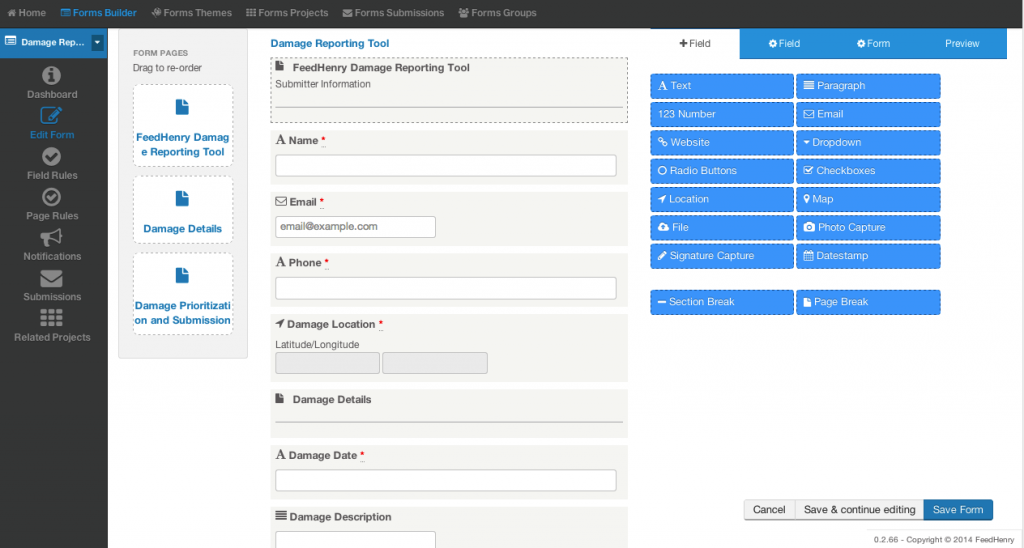 Home Forms Builder Forms Themes Forms Projects Forms Submissions Forms Groups
Damage Rep...
Dashboard
Edit Form
Field Rules
Page Rules
Notifications
Submissions
Related Projects
FORM PAGES
Drag to re-order
FeedHenry Damag
e Reporting Tool
Damage Details
Damage Prioritizati
on and Submission
Damage Reporting Tool
FeedHenry Damage Reporting Tool
Submitter Information
Name *
Email *
email@example.com
Phone *
Damage Location *
Latitude/Longitude
Damage Details
Damage Date *
Damage Description
Field Field Form Preview
Text Paragraph
123 Number Email
Website Dropdown
Radio Buttons Checkboxes
Location Map
File Photo Capture
Signature Capture Datestamp
Section Break Page Break
Cancel Save & continue editing Save Form
0.2.66 - Copyright © 2014 FeedHenry